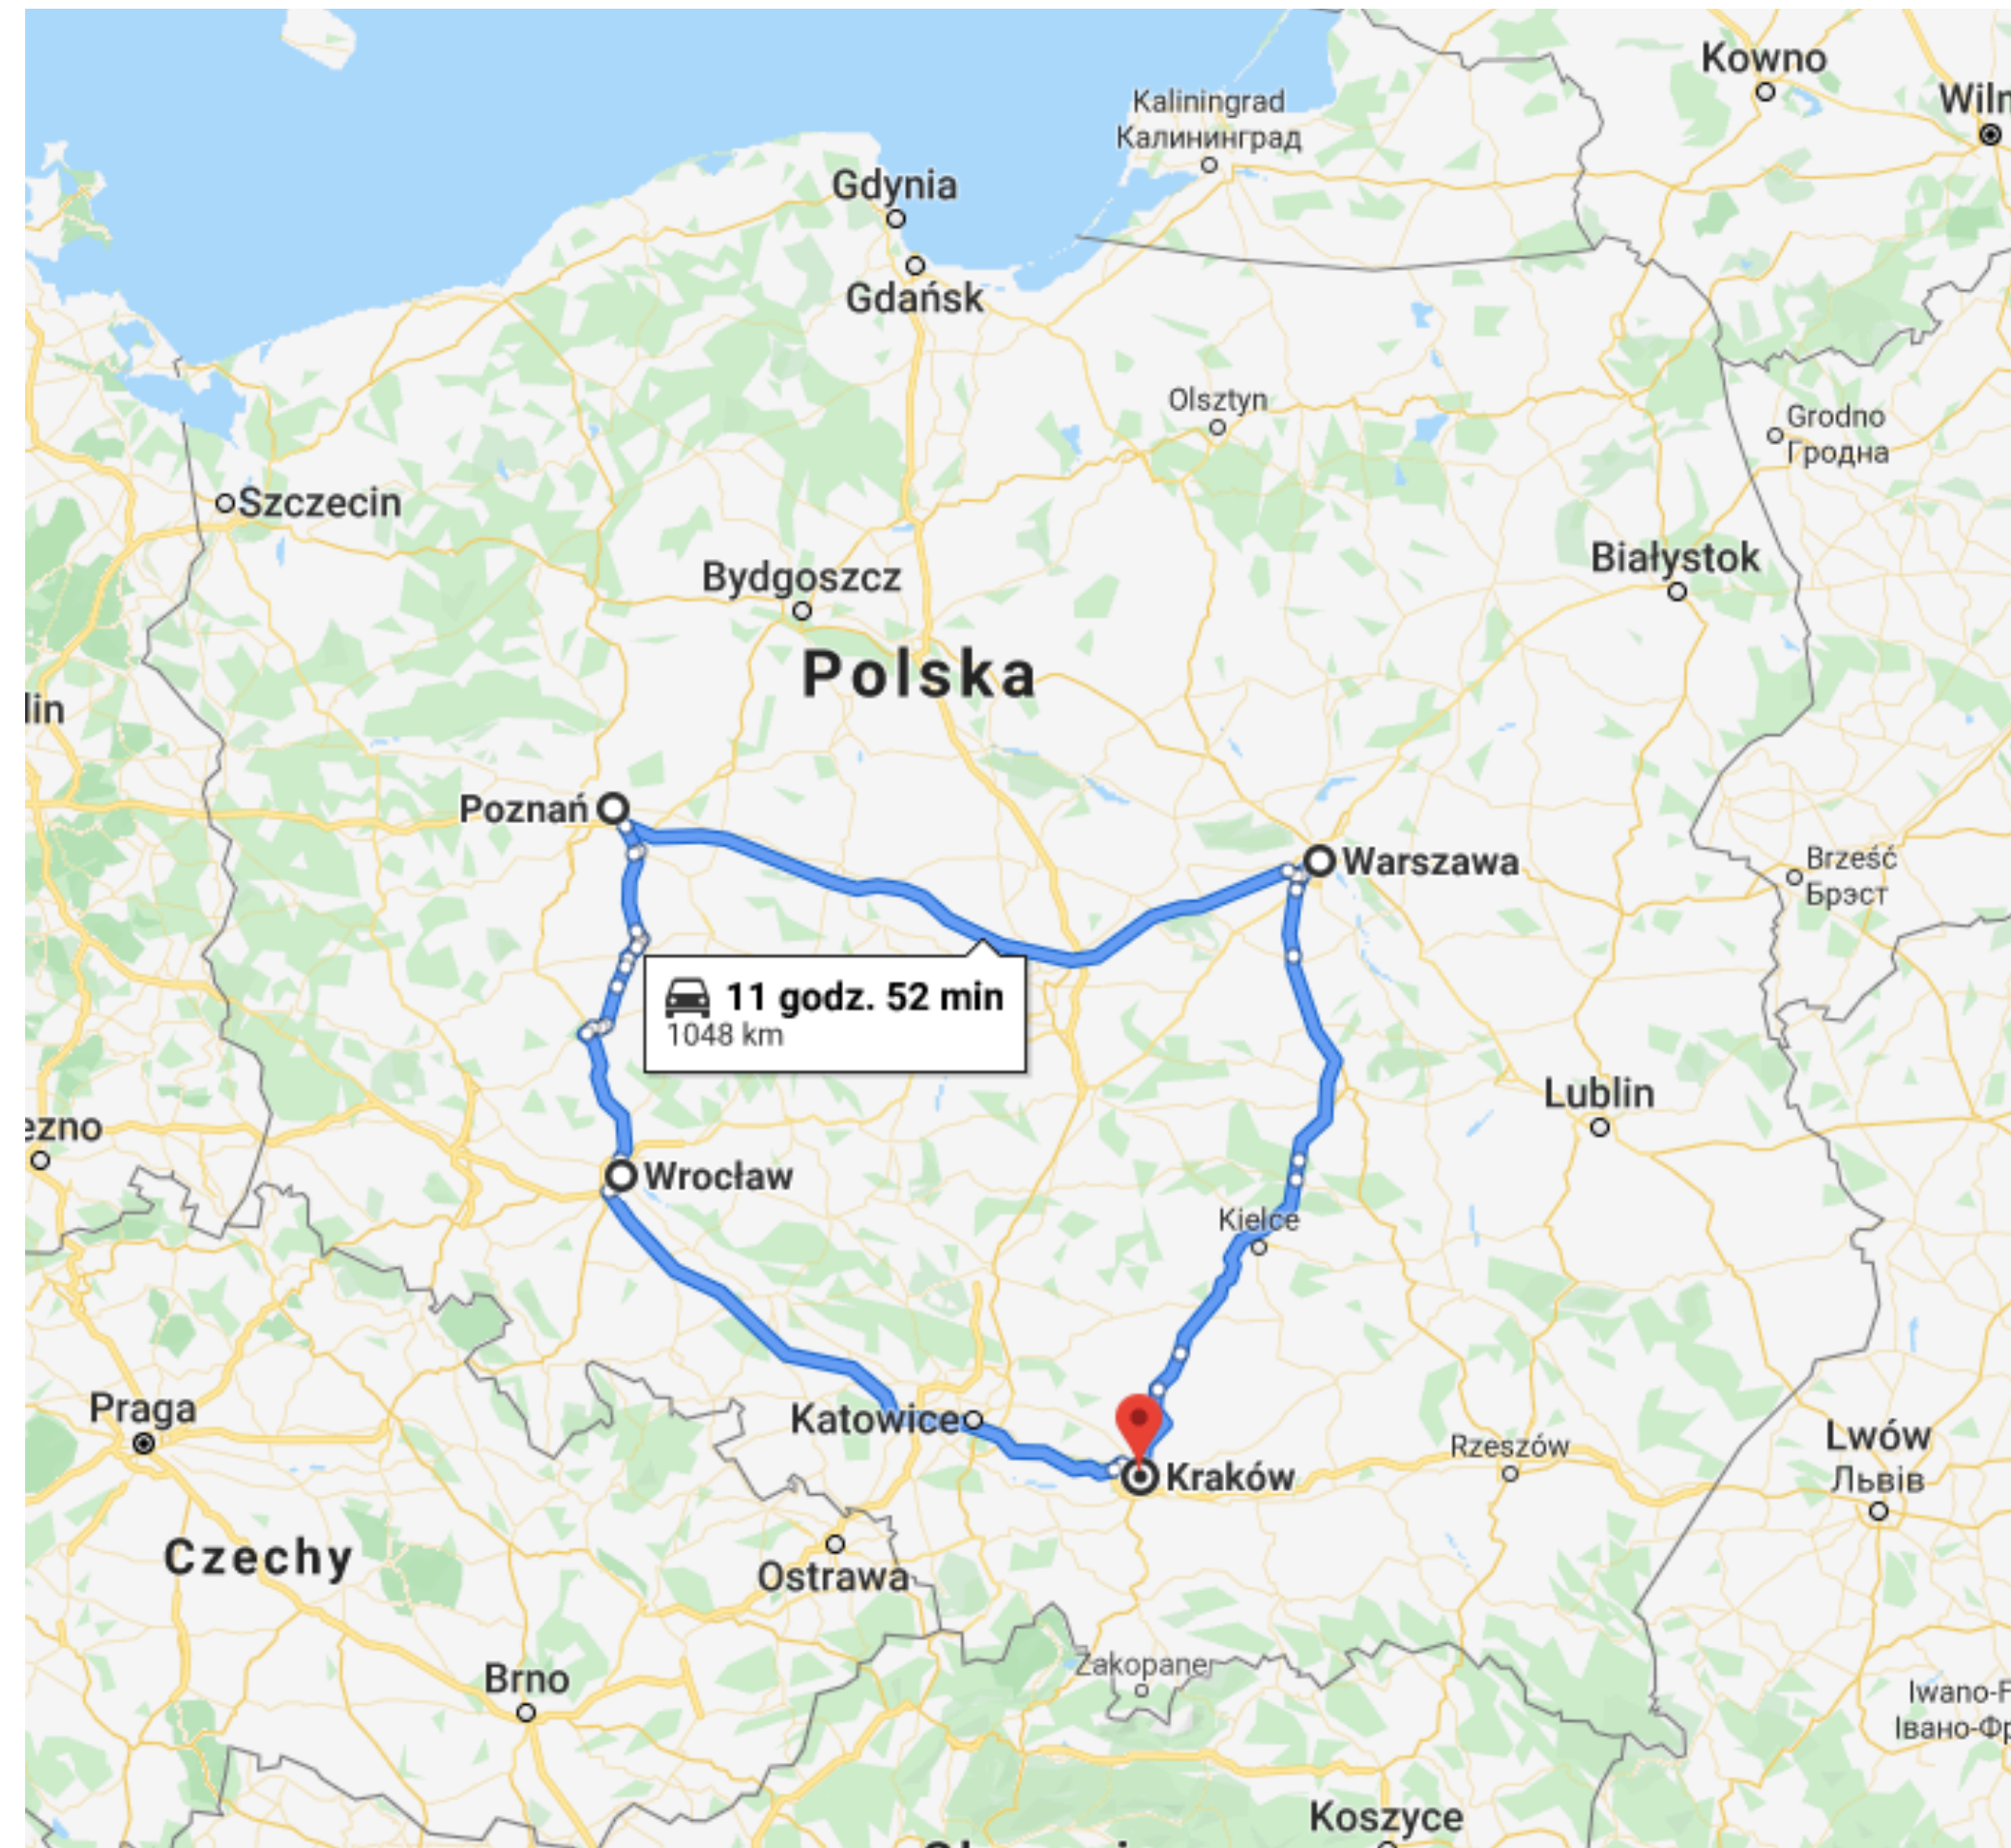 Kowno
Kaliningrad
Калининград
Gdynia
Gdańsk
Olsztyn
Grodno
Гродна
Szczecin
Białystok
Bydgoszcz
Polska
lin
Poznań
Warszawa
Brześć
Брэст
11 godz. 52 min
1048 km
Lublin
ezno
Wrocław
Kielce
Praga
Katowice
Kraków
Rzeszów
Lwów
Львів
Czechy
Ostrawa
Zakopane
Brno
Iwano-F
Івано-Фр
Koszyce